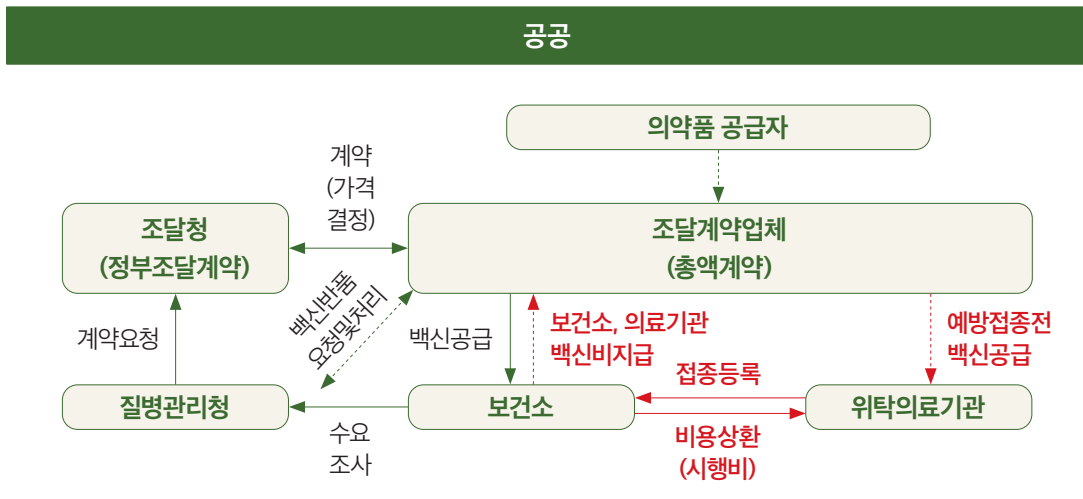 공공
의약품 공급자
계약
(가격
결정)
조달청
(정부조달계약)
조달계약업체
(총액계약)
백신반품
요청및처리
계약요청
백신공급
보건소, 의료기관
백신비지급
예방접종전
백신공급
접종등록
질병관리청
보건소
위탁의료기관
수요
조사
비용상환
(시행비)